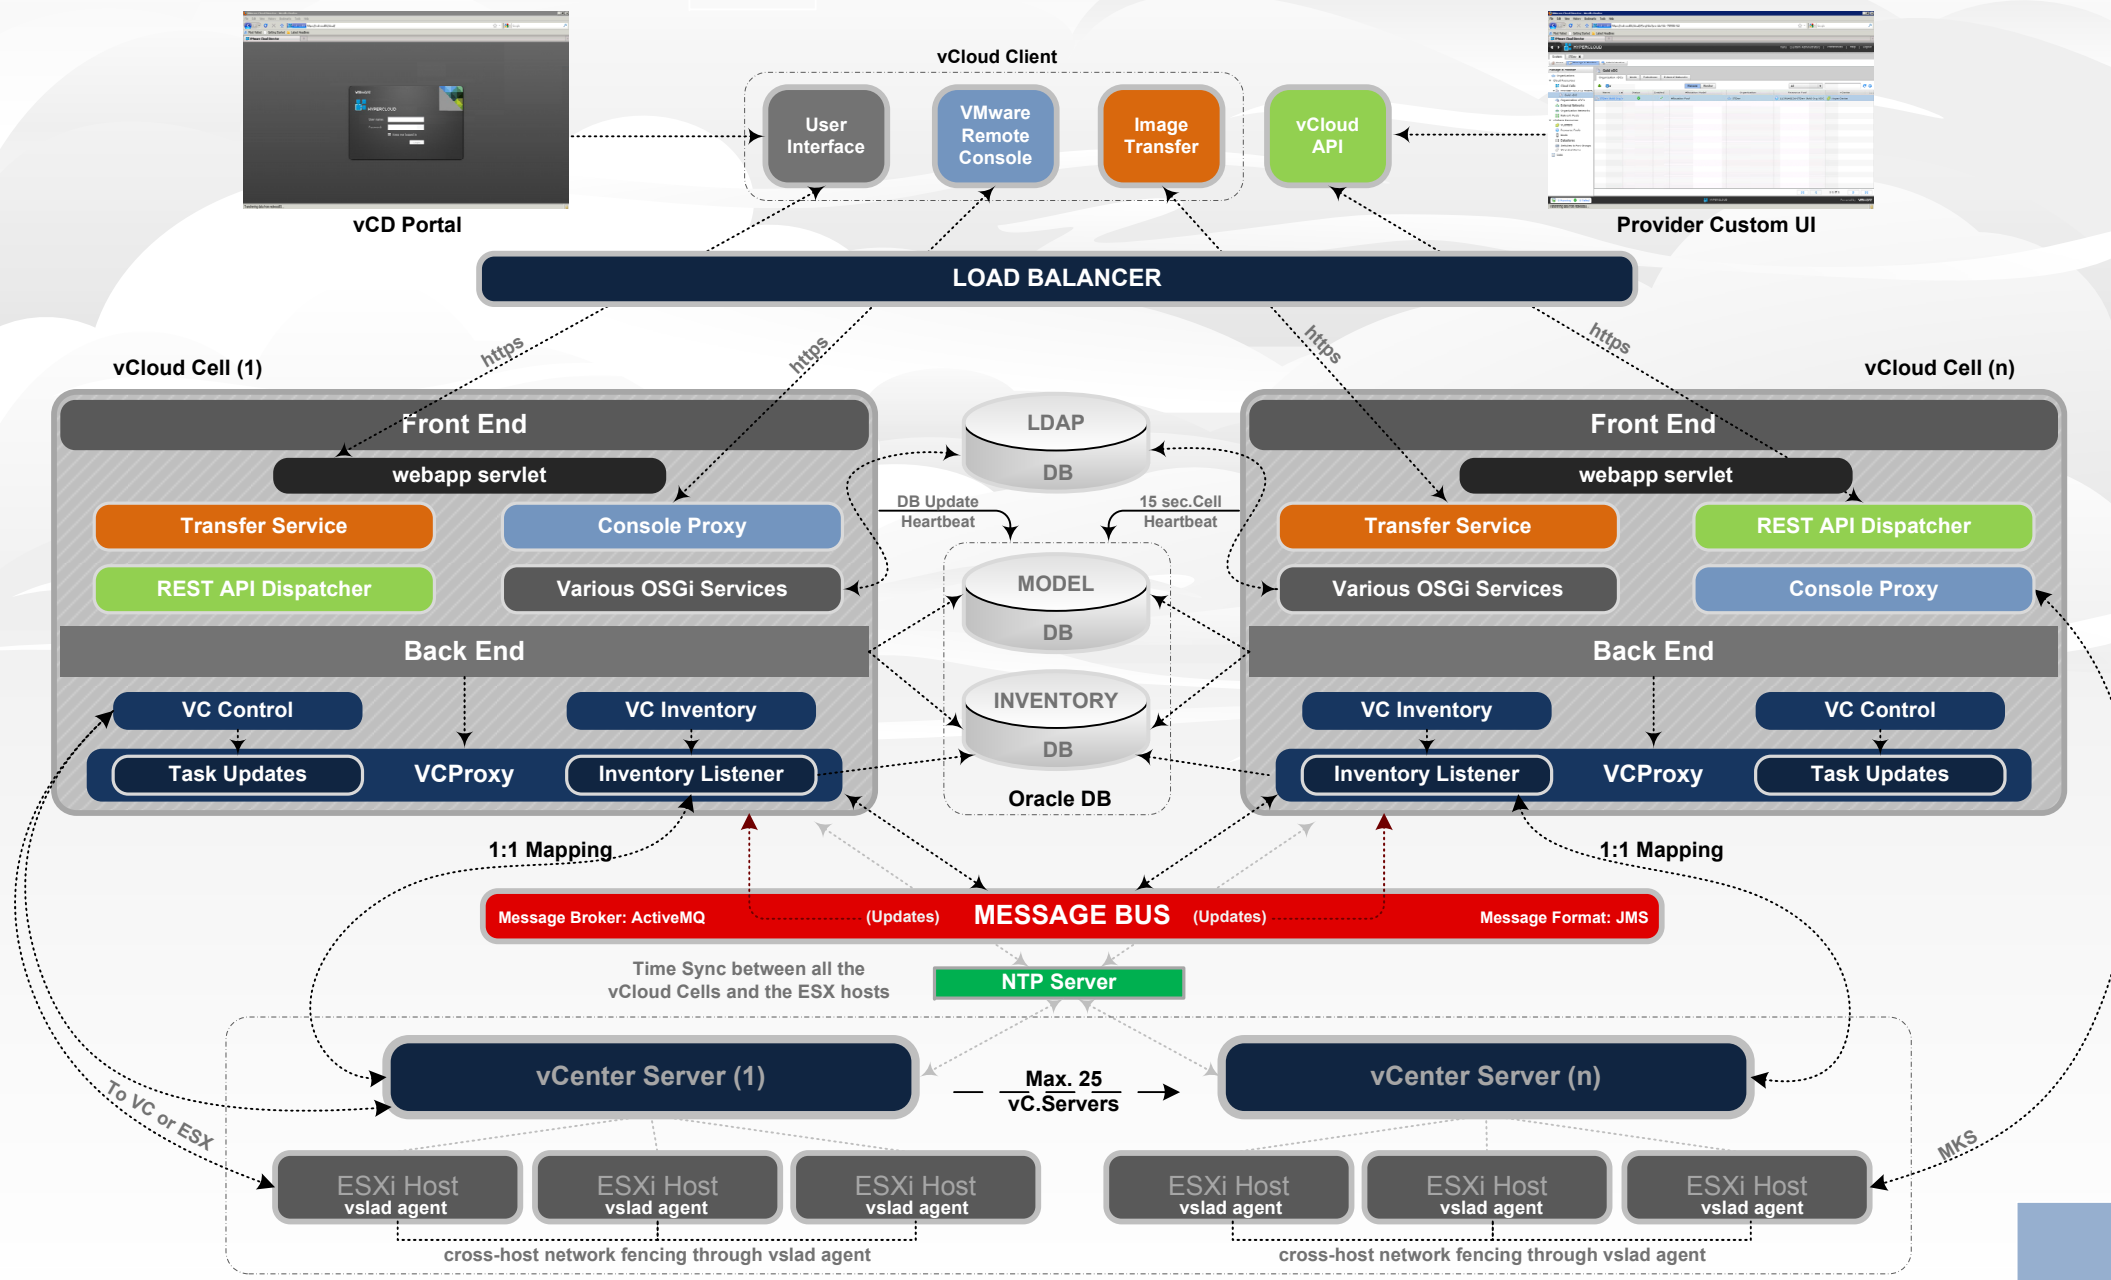 vCloud Client
HYPERCLOUD
HYPERCLOUD
User
Interface
VMware
Remote
Console
Image
Transfer
vCloud
API
vCD Portal
Provider Custom UI
LOAD BALANCER
https
https
https
https
vCloud Cell (1)
vCloud Cell (n)
Front End
webapp servlet
Transfer Service
Console Proxy
REST API Dispatcher
Various OSGi Services
Back End
VC Control
VC Inventory
Task Updates
VCProxy
Inventory Listener
LDAP
DB
DB Update
Heartbeat
15 sec.Cell
Heartbeat
MODEL
DB
INVENTORY
DB
Oracle DB
Front End
webapp servlet
Transfer Service
REST API Dispatcher
Various OSGi Services
Console Proxy
Back End
VC Inventory
VC Control
Inventory Listener
VCProxy
Task Updates
1:1 Mapping
1:1 Mapping
Message Broker: ActiveMQ
(Updates)
MESSAGE BUS
(Updates)
Message Format: JMS
Time Sync between all the
vCloud Cells and the ESX hosts
NTP Server
vCenter Server (1)
Max. 25
vC.Servers
vCenter Server (n)
To VC or ESX
MKS
ESXi Host
vslad agent
ESXi Host
vslad agent
ESXi Host
vslad agent
ESXi Host
vslad agent
ESXi Host
vslad agent
ESXi Host
vslad agent
cross-host network fencing through vslad agent
cross-host network fencing through vslad agent